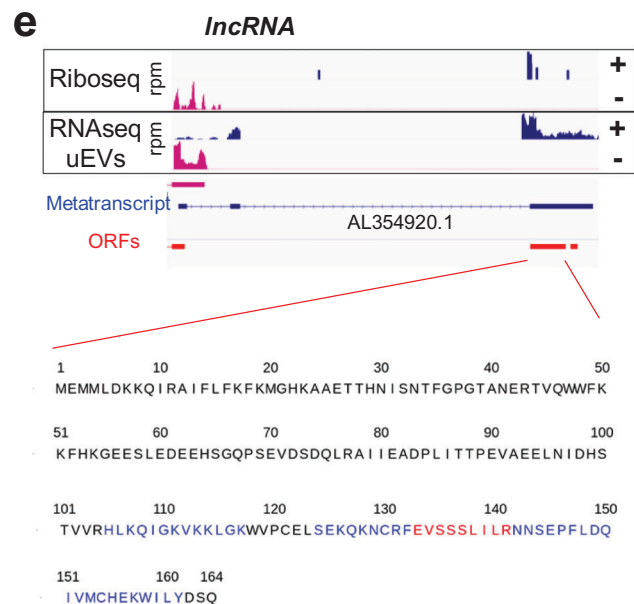 e
lncRNA
Riboseq rpm + -
RNAseq uEVs rpm + -
Metatranscript
AL354920.1
ORFs
1 10 20 30 40 50
MEMMLDKKQIRAIFLFKFKMGHKAAETTHNISNTFGPGTANERTVQWWFK
51 60 70 80 90 100
KFHKGEESLEDEEHSGQPSEVDSDQLRAIIEADPLITTPEVAEELNIDHS
101 110 120 130 140 150
TVVRHLKQIGKVKKLGKWVPCELSEKQKNCRFEVSSSLILRNNSEPFLDQ
151 160 164
IVMCHEKWILYDSQ